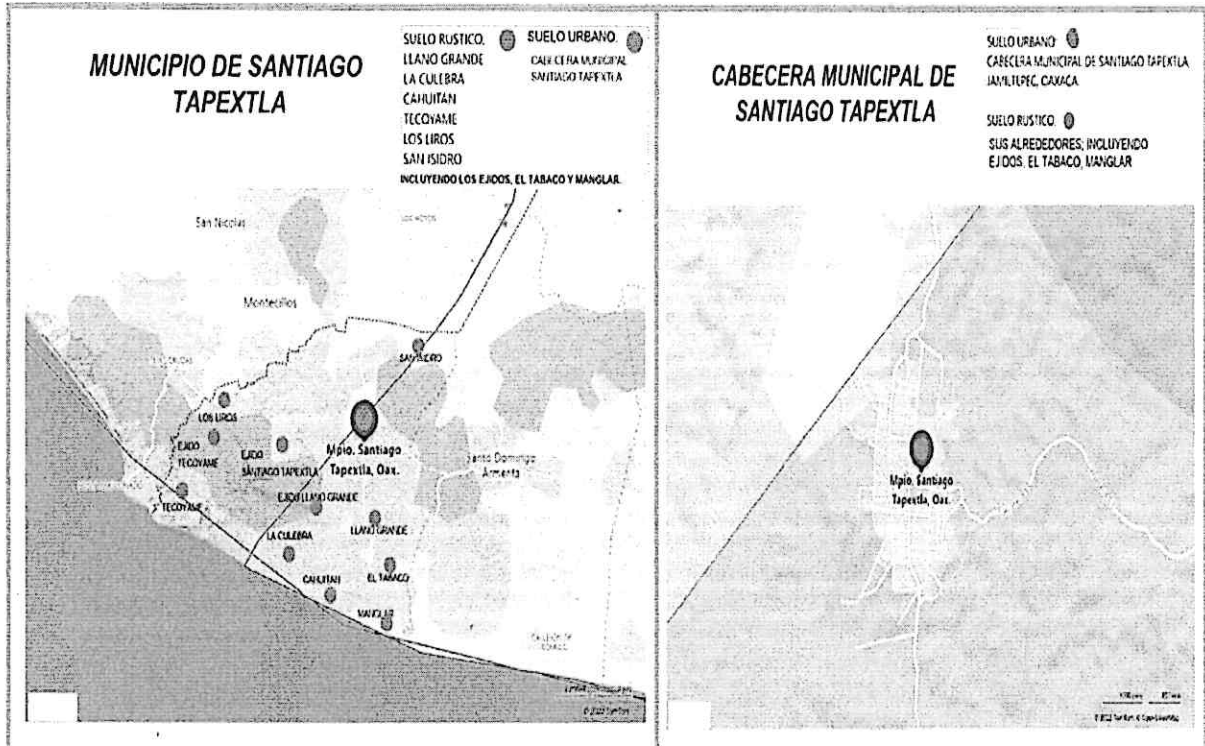 MUNICIPIO DE SANTIAGO
TAPEXTLA
SUELO RUSTICO.
LLANO GRANDE
LA CULEBRA
CAHUITAN
TECOYAME
LOS LIROS
SAN ISIDRO
INCLUYENDO LOS EJIDOS, EL TABACO Y MANGLAR.
SUELO URBANO.
CABECERA MUNICIPAL
SANTIAGO TAPEXTLA
San Nicolas
Montecillos
SAN ISIDRO
LOS LIROS
EJIDO
TECOYAME
EJIDO
SANTIAGO TAPEXTLA
Mpio. Santiago
Tapextla, Oax.
Santo Domingo
Armenta
EJIDO LLANO GRANDE
TECOYAME
LLANO GRANDE
LA CULEBRA
EL TABACO
CAHUITAN
MANGLAR
CABECERA MUNICIPAL DE
SANTIAGO TAPEXTLA
SUELO URBANO
CABECERA MUNICIPAL DE SANTIAGO TAPEXTLA,
JAMILTEPEC, OAXACA
SUELO RUSTICO.
SUS ALREDEDORES; INCLUYENDO
EJIDOS, EL TABACO, MANGLAR
Mpio. Santiago
Tapextla, Oax.